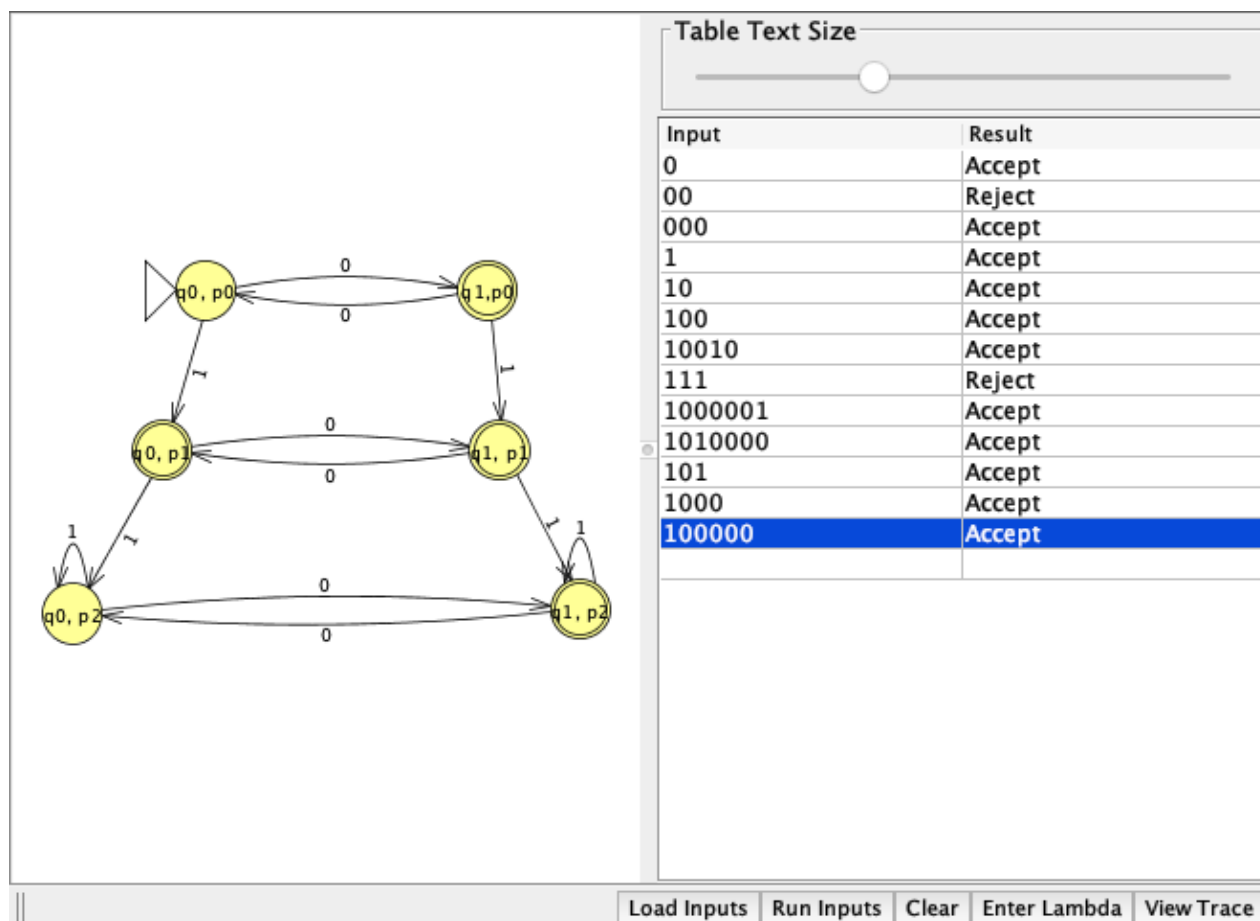 Table Text Size
Input Result
0 Accept
00 Reject
000 Accept
1 Accept
10 Accept
100 Accept
10010 Accept
111 Reject
1000001 Accept
1010000 Accept
101 Accept
1000 Accept
100000 Accept
0
q0, p0 q1,p0
0
1 1
0
q0, p1 q1, p1
0
1 1
1 1
0
q0, p2 q1, p2
0
Load Inputs Run Inputs Clear Enter Lambda View Trace